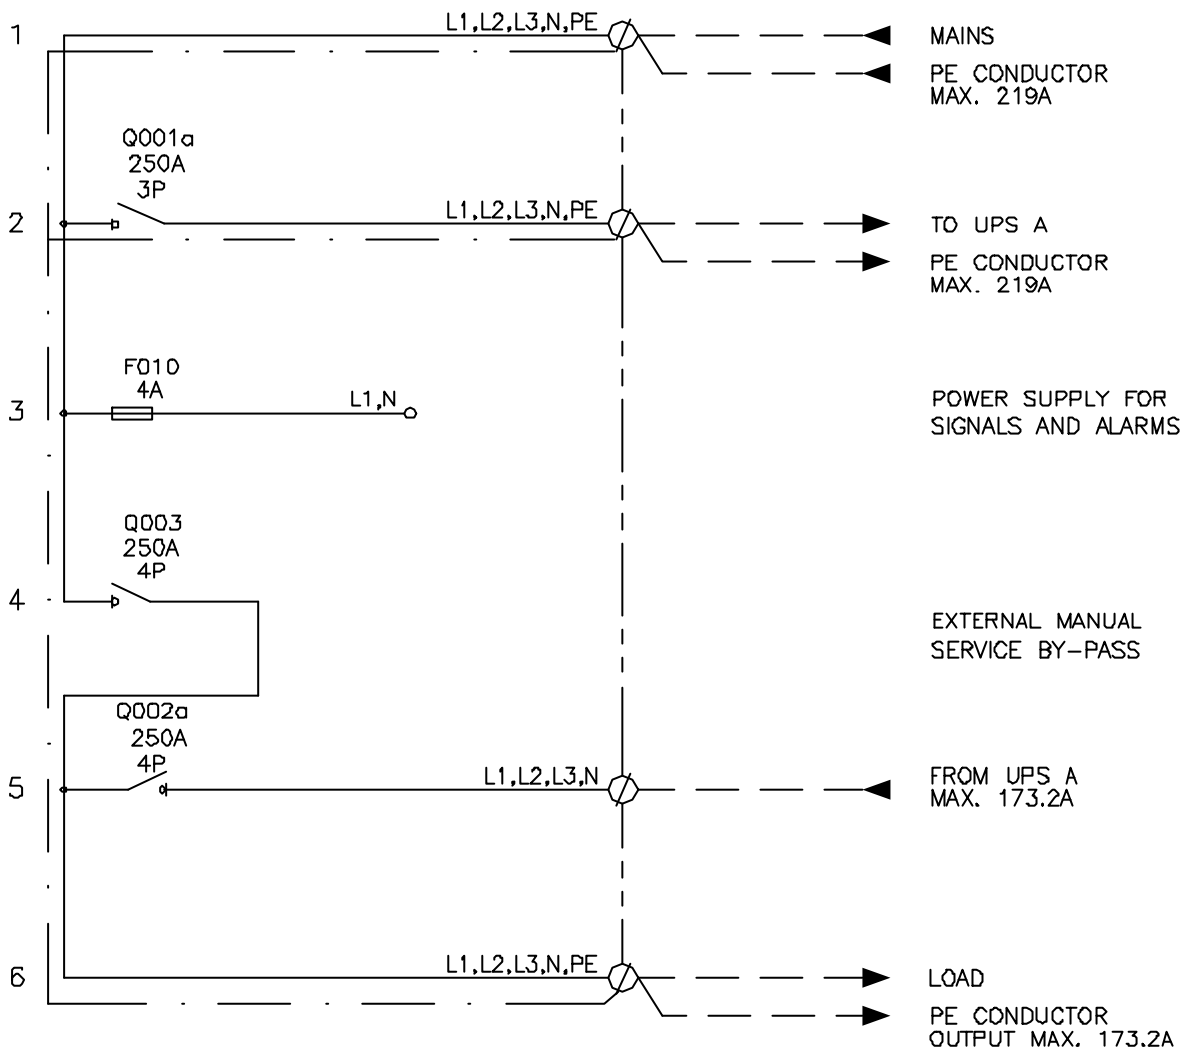 1
L1,L2,L3,N,PE
MAINS
PE CONDUCTOR
MAX. 219A
Q001a
250A
3P
2
L1,L2,L3,N,PE
TO UPS A
PE CONDUCTOR
MAX. 219A
F010
4A
3
L1,N
POWER SUPPLY FOR
SIGNALS AND ALARMS
Q003
250A
4P
4
EXTERNAL MANUAL
SERVICE BY-PASS
Q002a
250A
4P
5
L1,L2,L3,N
FROM UPS A
MAX. 173.2A
6
L1,L2,L3,N,PE
LOAD
PE CONDUCTOR
OUTPUT MAX. 173.2A